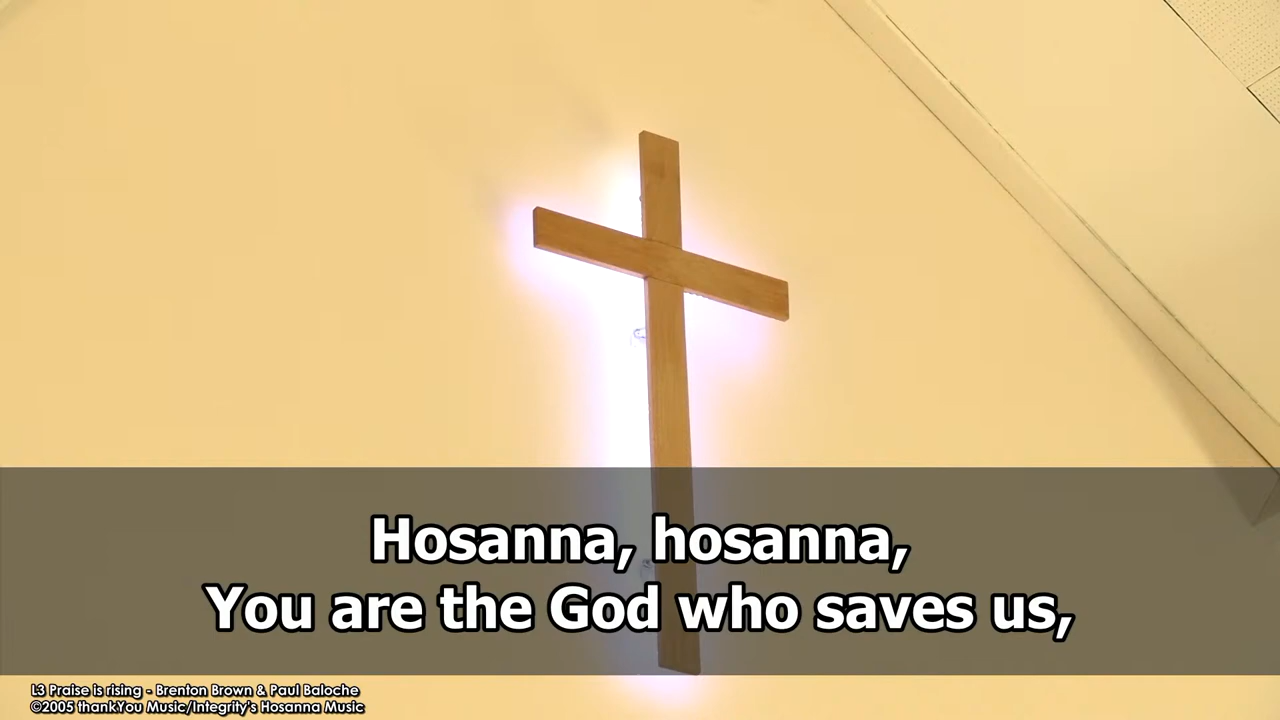 Hosanna, hosanna,
You are the God who saves us,
L3 Praise is rising - Brenton Brown & Paul Baloche
©2005 thankYou Music/Integrity's Hosanna Music